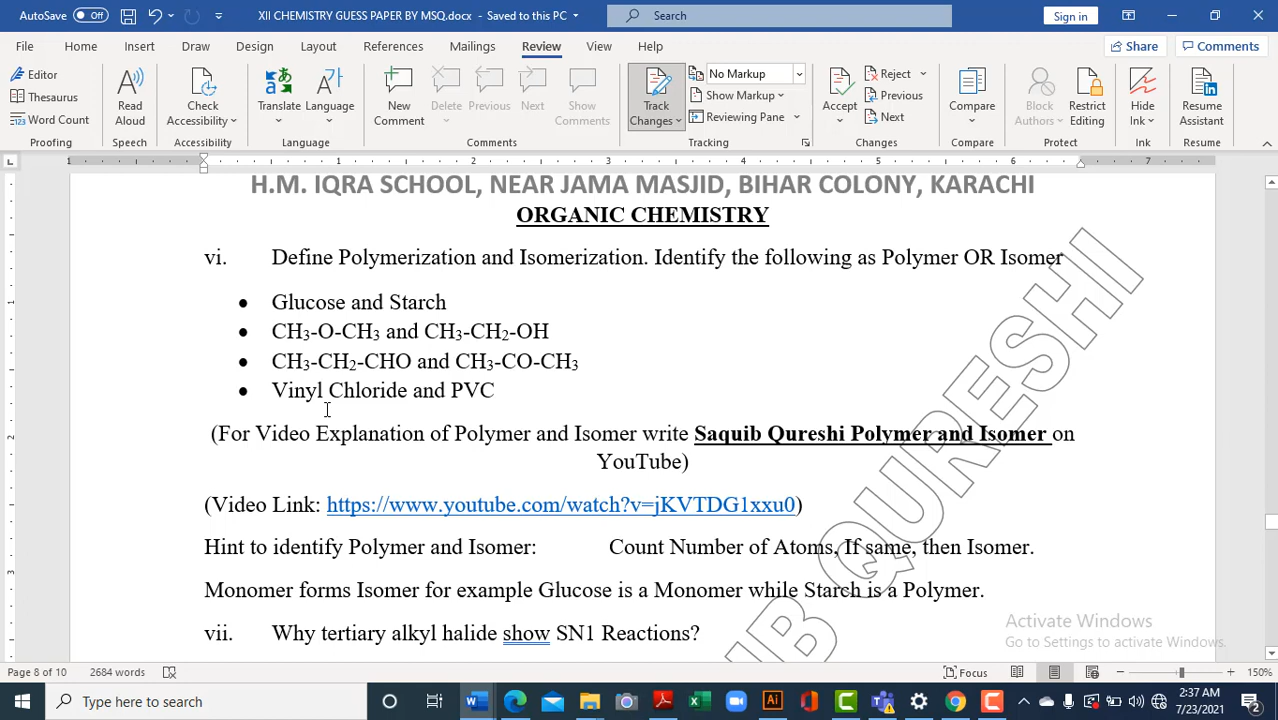 AutoSave Off XII CHEMISTRY GUESS PAPER BY MSQ.docx - Saved to this PC Search Sign in
File Home Insert Draw Design Layout References Mailings Review View Help Share Comments
Editor
Thesaurus
Word Count
Read Aloud
Check Accessibility
Translate Language
New Comment Delete Previous Next Show Comments
Track Changes
No Markup
Show Markup
Reviewing Pane
Accept
Reject
Previous
Next
Compare
Block Authors Restrict Editing
Hide Ink
Resume Assistant
Proofing Speech Accessibility Language Comments Tracking Changes Compare Protect Ink Resume
1 1 2 3 4 5 6 7
H.M. IQRA SCHOOL, NEAR JAMA MASJID, BIHAR COLONY, KARACHI
ORGANIC CHEMISTRY
vi. Define Polymerization and Isomerization. Identify the following as Polymer OR Isomer
• Glucose and Starch
• CH₃-O-CH₃ and CH₃-CH₂-OH
• CH₃-CH₂-CHO and CH₃-CO-CH₃
• Vinyl Chloride and PVC
(For Video Explanation of Polymer and Isomer write Saquib Qureshi Polymer and Isomer on
YouTube)
(Video Link: https://www.youtube.com/watch?v=jKVTDG1xxu0)
Hint to identify Polymer and Isomer: Count Number of Atoms, If same, then Isomer.
Monomer forms Isomer for example Glucose is a Monomer while Starch is a Polymer.
vii. Why tertiary alkyl halide show SN1 Reactions?
QURESHI
Activate Windows
Go to Settings to activate Windows.
Page 8 of 10 2684 words Focus 150%
Type here to search
2:37 AM
7/23/2021
2